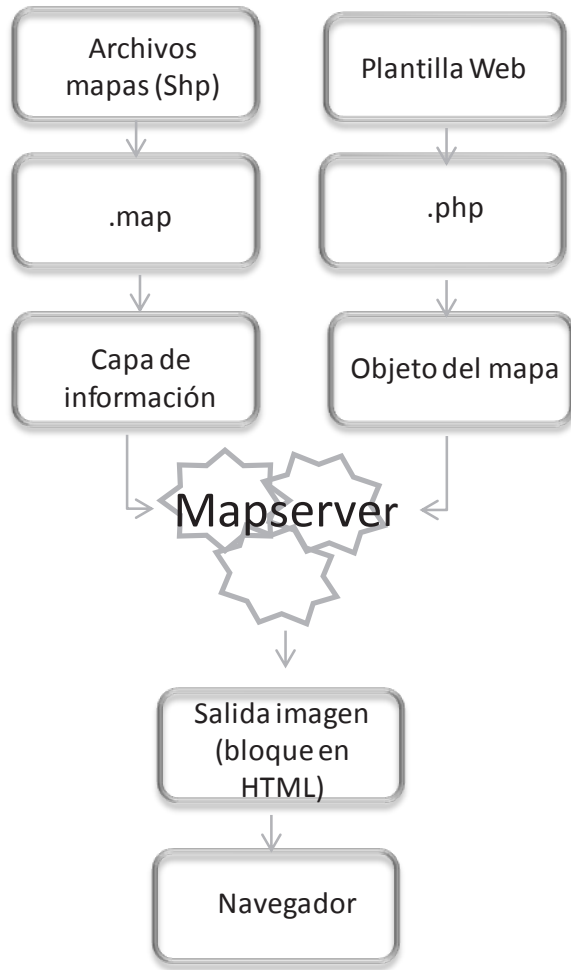 Archivos
mapas (Shp)
Plantilla Web
.map
.php
Capa de
información
Objeto del mapa
Mapserver
Salida imagen
(bloque en
HTML)
Navegador